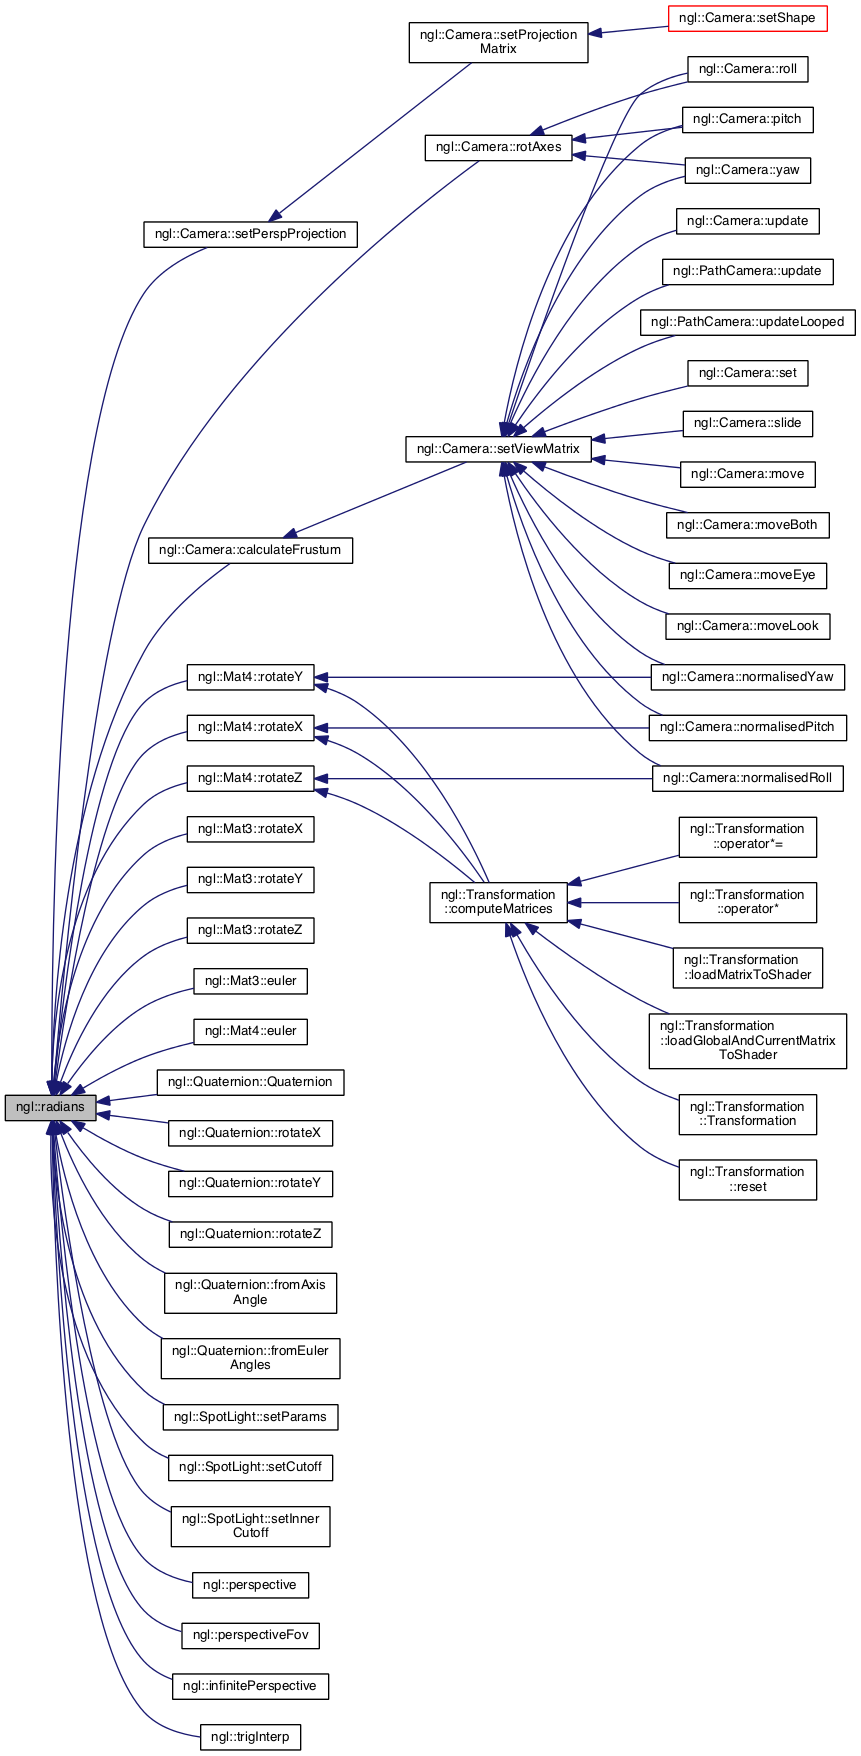 ngl::Camera::setShape
ngl::Camera::setProjection
Matrix
ngl::Camera::roll
ngl::Camera::pitch
ngl::Camera::rotAxes
ngl::Camera::yaw
ngl::Camera::update
ngl::Camera::setPerspProjection
ngl::PathCamera::update
ngl::PathCamera::updateLooped
ngl::Camera::set
ngl::Camera::slide
ngl::Camera::setViewMatrix
ngl::Camera::move
ngl::Camera::moveBoth
ngl::Camera::calculateFrustum
ngl::Camera::moveEye
ngl::Camera::moveLook
ngl::Mat4::rotateY
ngl::Camera::normalisedYaw
ngl::Mat4::rotateX
ngl::Camera::normalisedPitch
ngl::Mat4::rotateZ
ngl::Camera::normalisedRoll
ngl::Mat3::rotateX
ngl::Transformation
::operator*=
ngl::Mat3::rotateY
ngl::Transformation
::computeMatrices
ngl::Transformation
::operator*
ngl::Mat3::rotateZ
ngl::Transformation
::loadMatrixToShader
ngl::Mat3::euler
ngl::Mat4::euler
ngl::Transformation
::loadGlobalAndCurrentMatrix
ToShader
ngl::Quaternion::Quaternion
ngl::radians
ngl::Transformation
::Transformation
ngl::Quaternion::rotateX
ngl::Quaternion::rotateY
ngl::Transformation
::reset
ngl::Quaternion::rotateZ
ngl::Quaternion::fromAxis
Angle
ngl::Quaternion::fromEuler
Angles
ngl::SpotLight::setParams
ngl::SpotLight::setCutoff
ngl::SpotLight::setInner
Cutoff
ngl::perspective
ngl::perspectiveFov
ngl::infinitePerspective
ngl::trigInterp